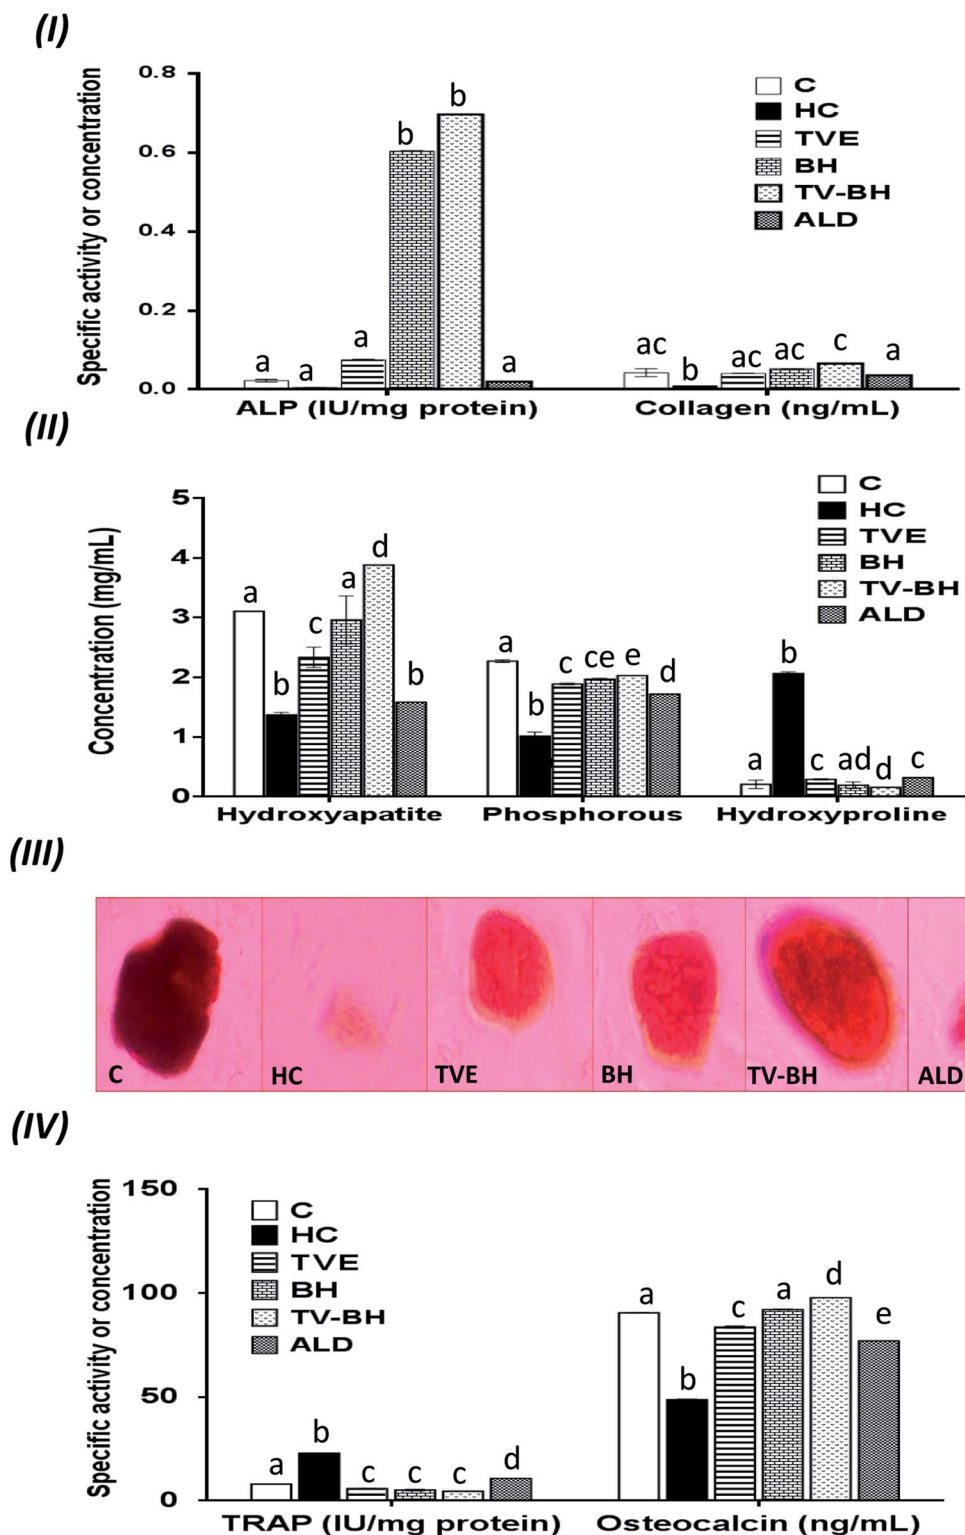 (I)
Specific activity or concentration
0.8
0.6
0.4
0.2
0.0
a
a
a
b
b
a
ac
b
ac
ac
c
a
C
HC
TVE
BH
TV-BH
ALD
ALP (IU/mg protein)
Collagen (ng/mL)
(II)
Concentration (mg/mL)
5
4
3
2
1
0
a
b
c
a
d
b
a
b
c
ce
e
d
a
b
c
ad
d
c
C
HC
TVE
BH
TV-BH
ALD
Hydroxyapatite
Phosphorous
Hydroxyproline
(III)
C
HC
TVE
BH
TV-BH
ALD
(IV)
Specific activity or concentration
150
100
50
0
C
HC
TVE
BH
TV-BH
ALD
a
b
c
c
c
d
a
b
c
a
d
e
TRAP (IU/mg protein)
Osteocalcin (ng/mL)